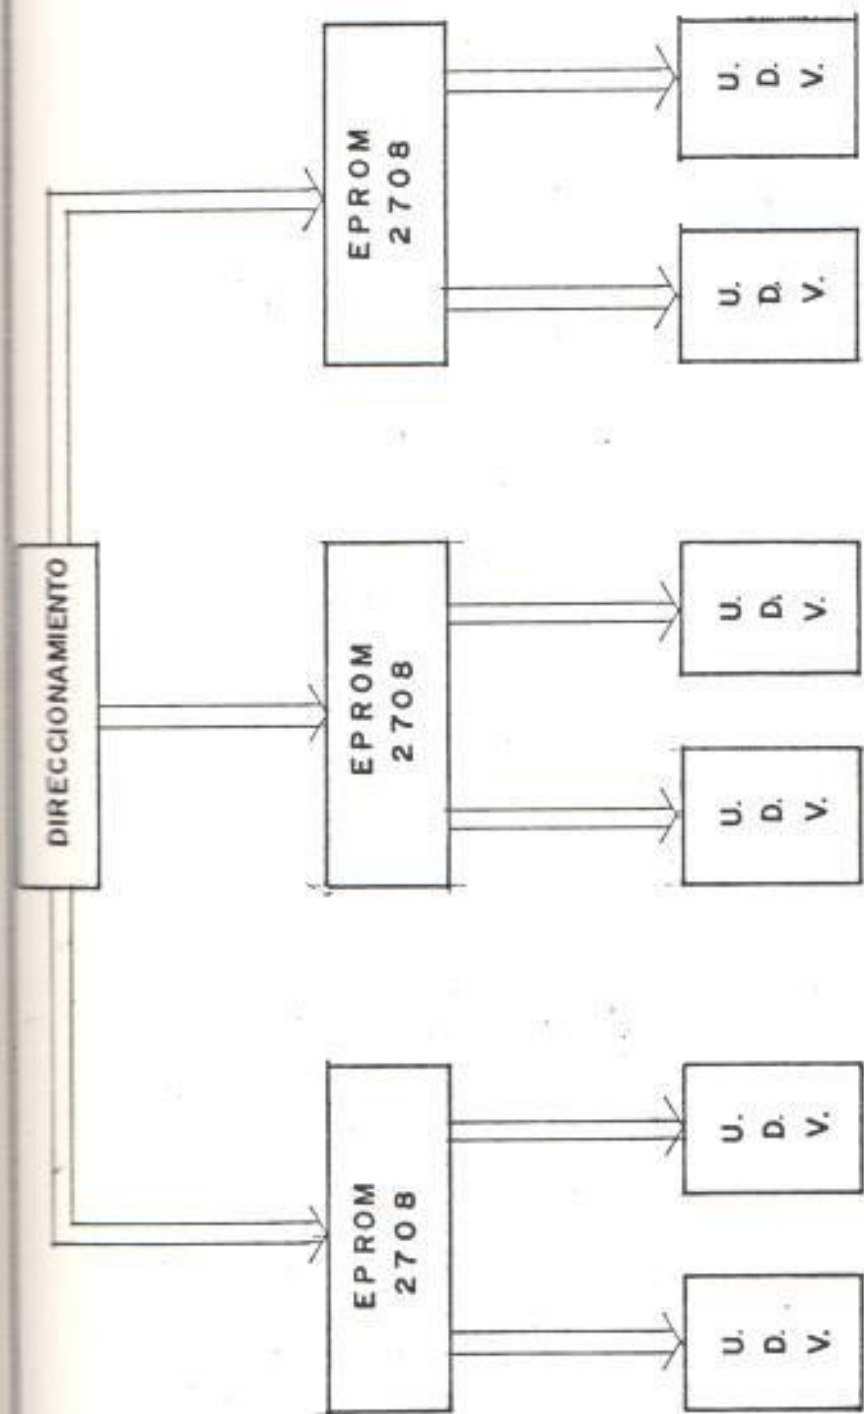 DIRECCIONAMIENTO
EPROM
2708
EPROM
2708
EPROM
2708
U.
D.
V.
U.
D.
V.
U.
D.
V.
U.
D.
V.
U.
D.
V.
U.
D.
V.